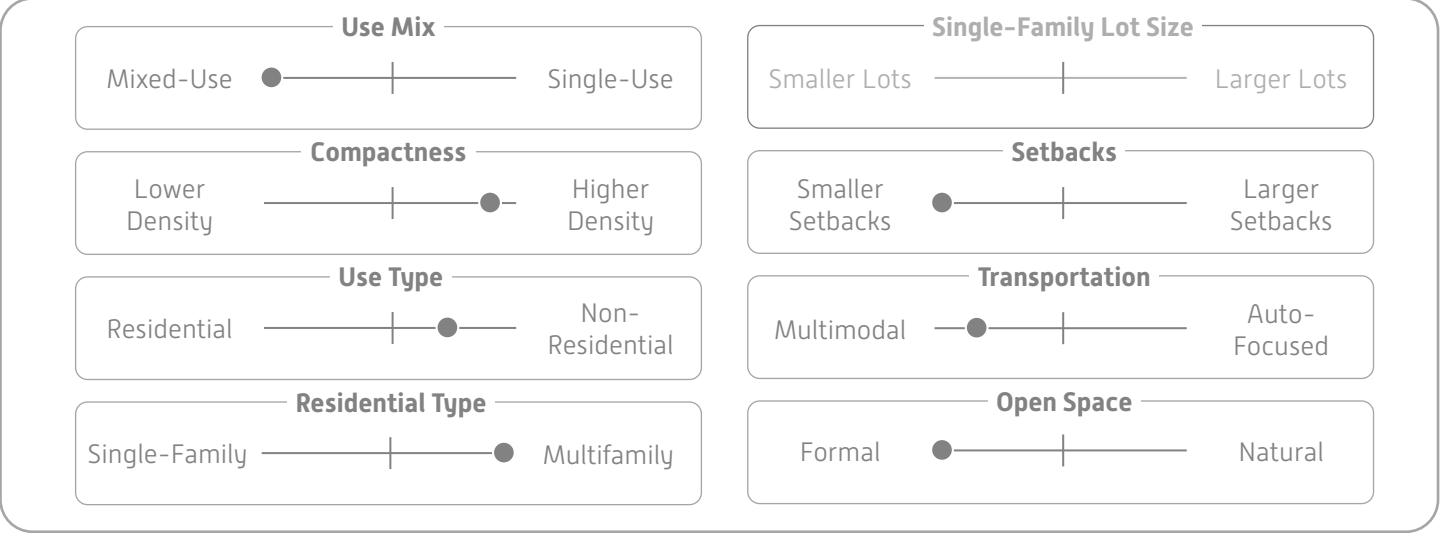 Use Mix
Mixed-Use
Single-Use
Compactness
Lower
Density
Higher
Density
Use Type
Residential
Non-
Residential
Residential Type
Single-Family
Multifamily
Single-Family Lot Size
Smaller Lots
Larger Lots
Setbacks
Smaller
Setbacks
Larger
Setbacks
Transportation
Multimodal
Auto-
Focused
Open Space
Formal
Natural